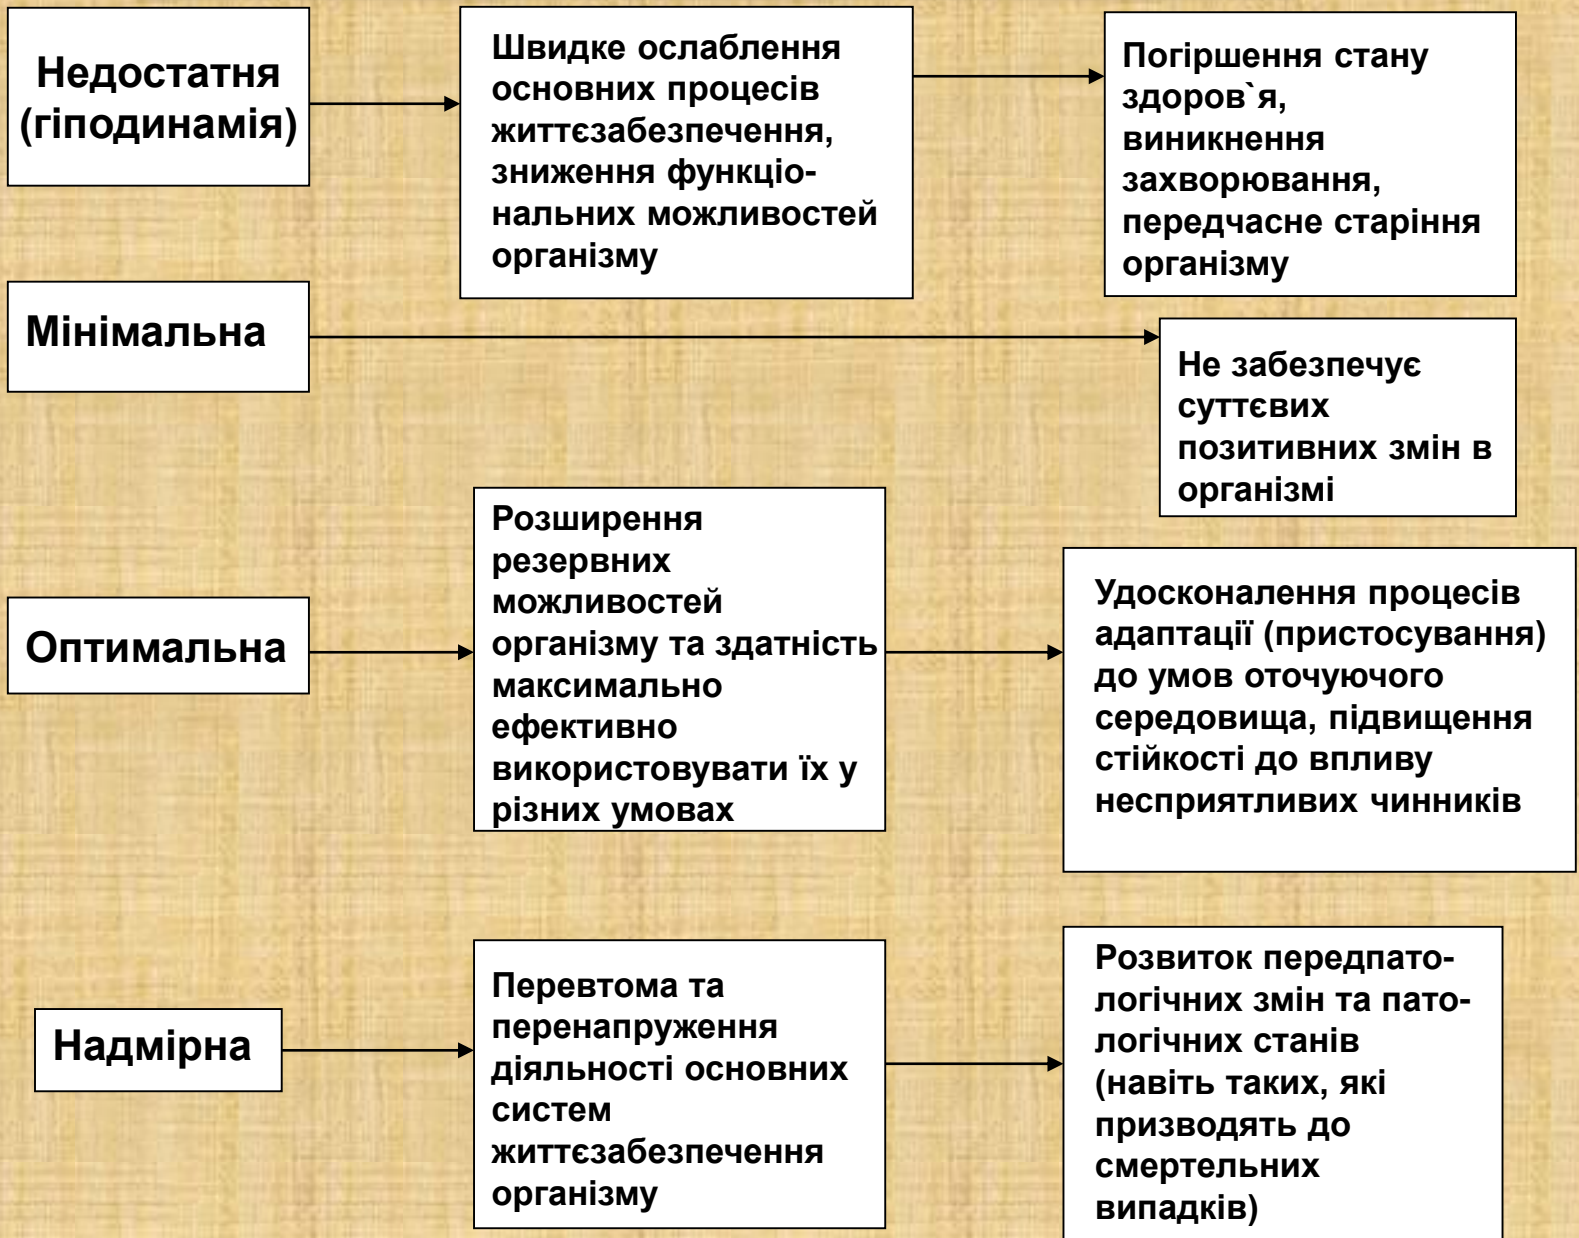 Недостатня
(гіподинамія)
Швидке ослаблення
основних процесів
життєзабезпечення,
зниження функціо-
нальних можливостей
організму
Погіршення стану
здоров`я,
виникнення
захворювання,
передчасне старіння
організму
Мінімальна
Не забезпечує
суттєвих
позитивних змін в
організмі
Оптимальна
Розширення
резервних
можливостей
організму та здатність
максимально
ефективно
використовувати їх у
різних умовах
Удосконалення процесів
адаптації (пристосування)
до умов оточуючого
середовища, підвищення
стійкості до впливу
несприятливих чинників
Надмірна
Перевтома та
перенапруження
діяльності основних
систем
життєзабезпечення
організму
Розвиток передпато-
логічних змін та пато-
логічних станів
(навіть таких, які
призводять до
смертельних
випадків)